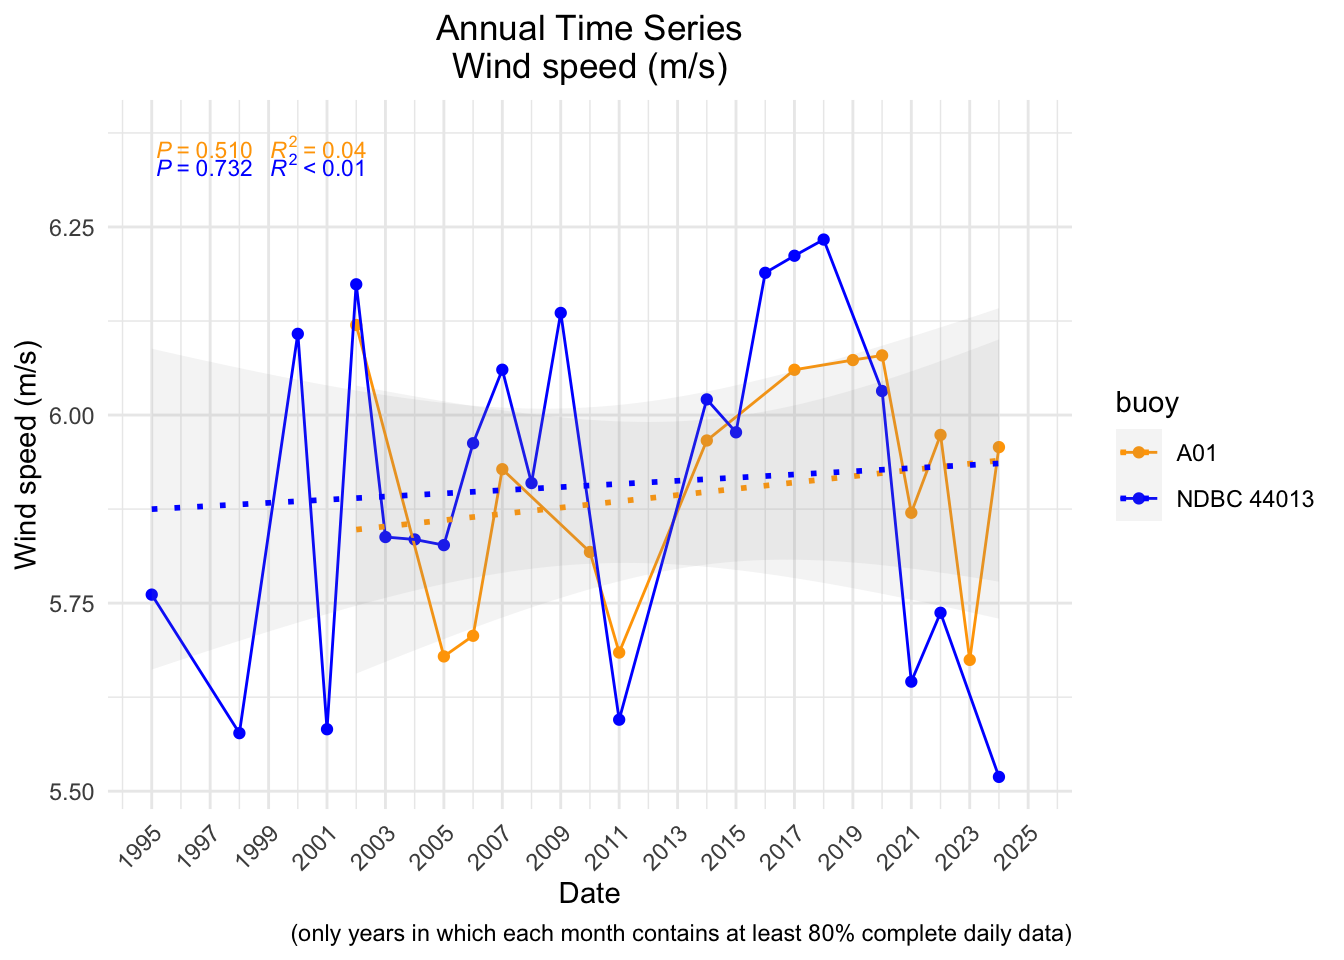 Annual Time Series
Wind speed (m/s)
P = 0.510 R² = 0.04
P = 0.732 R² < 0.01
Wind speed (m/s)
6.25
6.00
5.75
5.50
1995 1997 1999 2001 2003 2005 2007 2009 2011 2013 2015 2017 2019 2021 2023 2025
Date
buoy
A01
NDBC 44013
(only years in which each month contains at least 80% complete daily data)